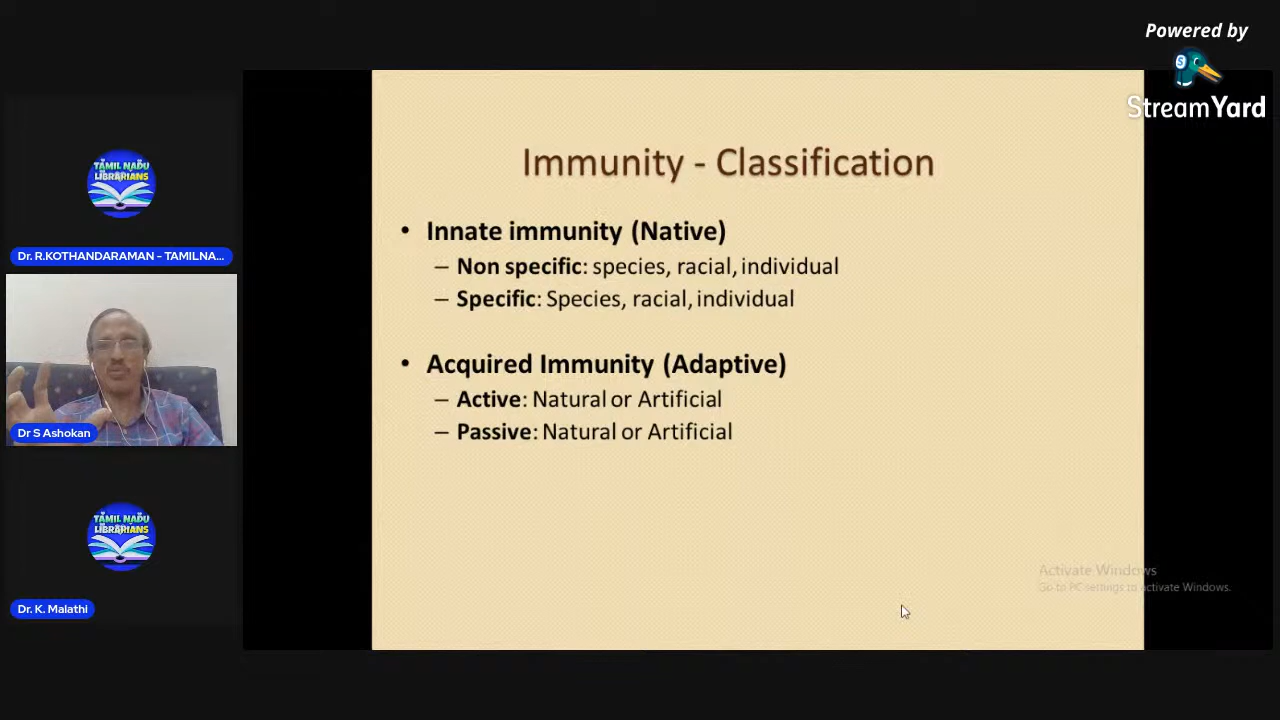 Powered by
StreamYard
Immunity - Classification
• Innate immunity (Native)
– Non specific: species, racial, individual
– Specific: Species, racial, individual
• Acquired Immunity (Adaptive)
– Active: Natural or Artificial
– Passive: Natural or Artificial
Activate Windows
Go to PC settings to activate Windows.
TAMIL NADU
LIBRARIANS
Dr. R.KOTHANDARAMAN - TAMILNA...
Dr S Ashokan
TAMIL NADU
LIBRARIANS
Dr. K. Malathi